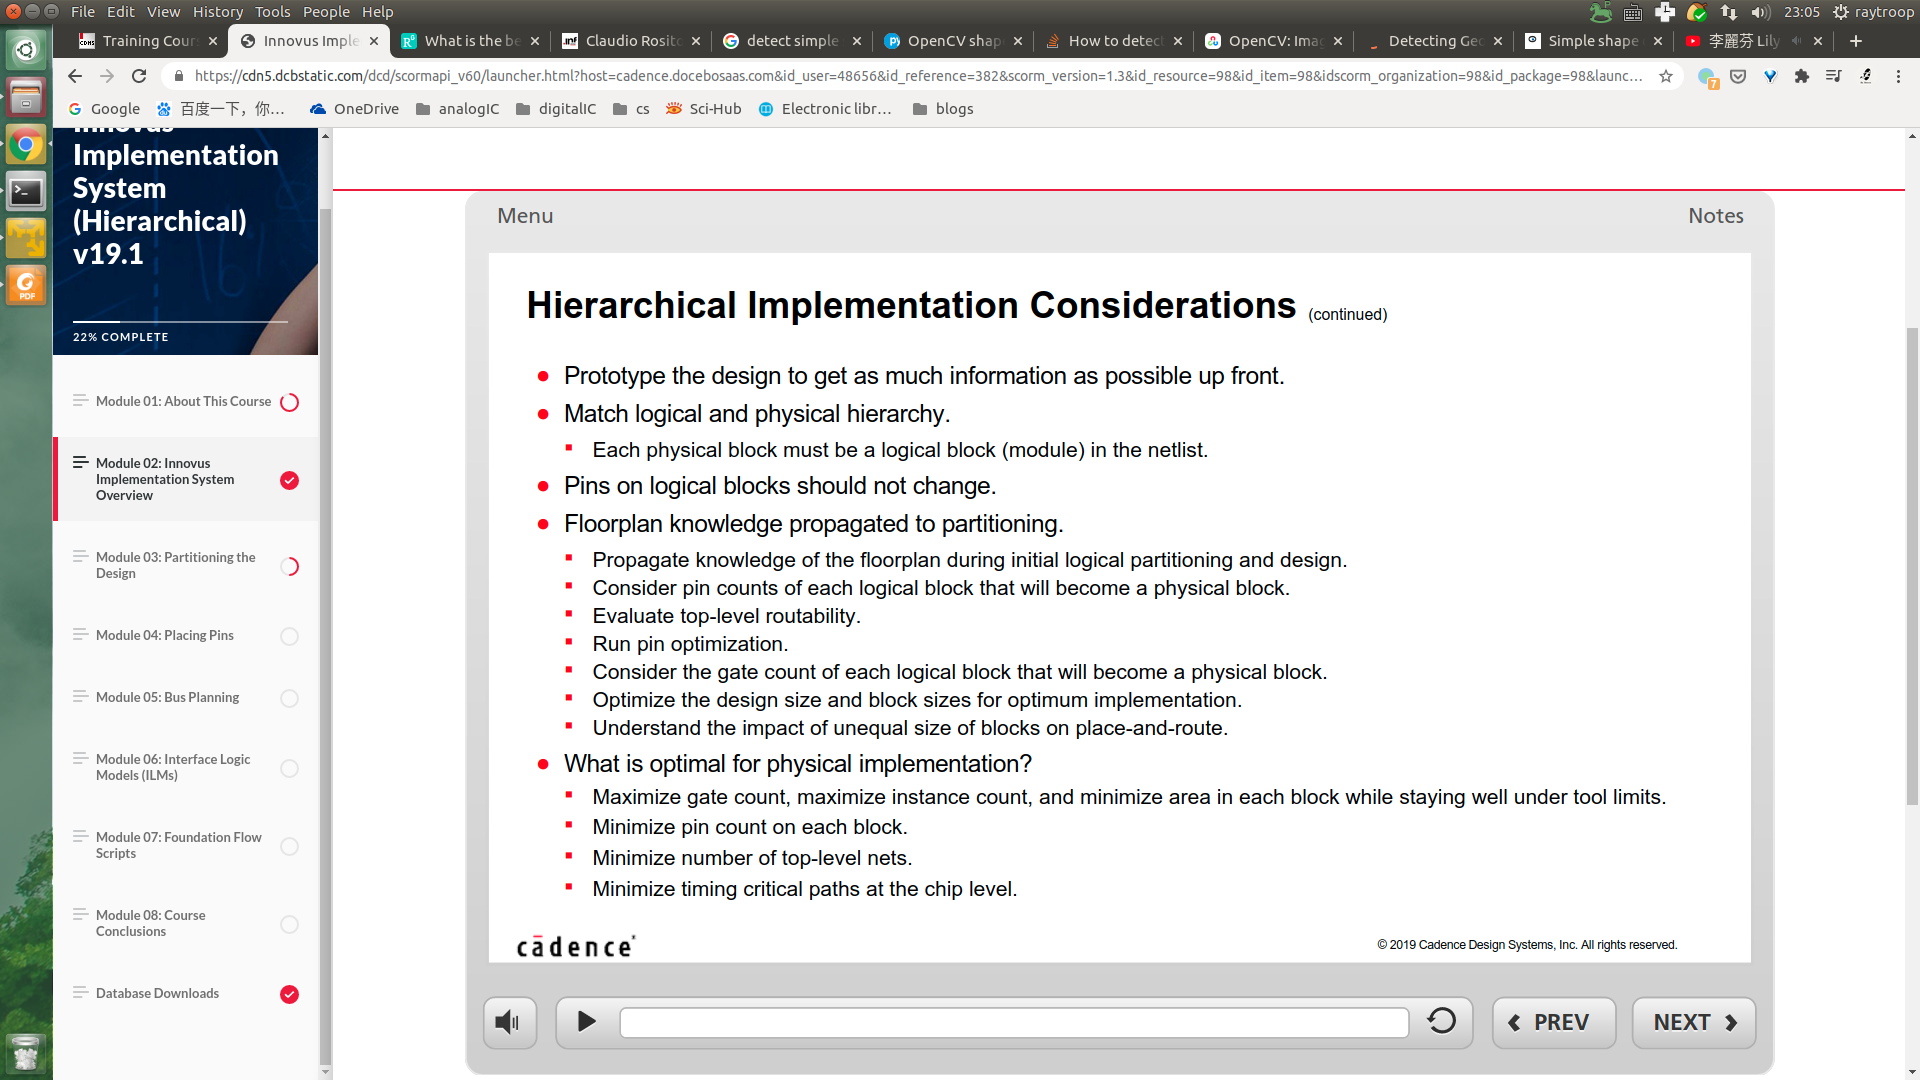 File Edit View History Tools People Help
23:05 raytroop
Training Cour
Innovus Imple
What is the be
Claudio Rosito
detect simple
OpenCV shap
How to detec
OpenCV: Imag
Detecting Geo
Simple shape
李麗芬 Lily
https://cdn5.dcbstatic.com/dcd/scormapi_v60/launcher.html?host=cadence.docebosaas.com&id_user=48656&id_reference=382&scorm_version=1.3&id_resource=98&id_item=98&idscorm_organization=98&id_package=98&launc...
7
Google 百度一下，你... OneDrive analogIC digitalIC cs Sci-Hub Electronic libr... blogs
Innovus
Implementation
System
(Hierarchical)
v19.1
22% COMPLETE
Module 01: About This Course
Module 02: Innovus
Implementation System
Overview
Module 03: Partitioning the
Design
Module 04: Placing Pins
Module 05: Bus Planning
Module 06: Interface Logic
Models (ILMs)
Module 07: Foundation Flow
Scripts
Module 08: Course
Conclusions
Database Downloads
Menu
Notes
Hierarchical Implementation Considerations (continued)
Prototype the design to get as much information as possible up front.
Match logical and physical hierarchy.
Each physical block must be a logical block (module) in the netlist.
Pins on logical blocks should not change.
Floorplan knowledge propagated to partitioning.
Propagate knowledge of the floorplan during initial logical partitioning and design.
Consider pin counts of each logical block that will become a physical block.
Evaluate top-level routability.
Run pin optimization.
Consider the gate count of each logical block that will become a physical block.
Optimize the design size and block sizes for optimum implementation.
Understand the impact of unequal size of blocks on place-and-route.
What is optimal for physical implementation?
Maximize gate count, maximize instance count, and minimize area in each block while staying well under tool limits.
Minimize pin count on each block.
Minimize number of top-level nets.
Minimize timing critical paths at the chip level.
cādence
© 2019 Cadence Design Systems, Inc. All rights reserved.
PREV
NEXT
PDF